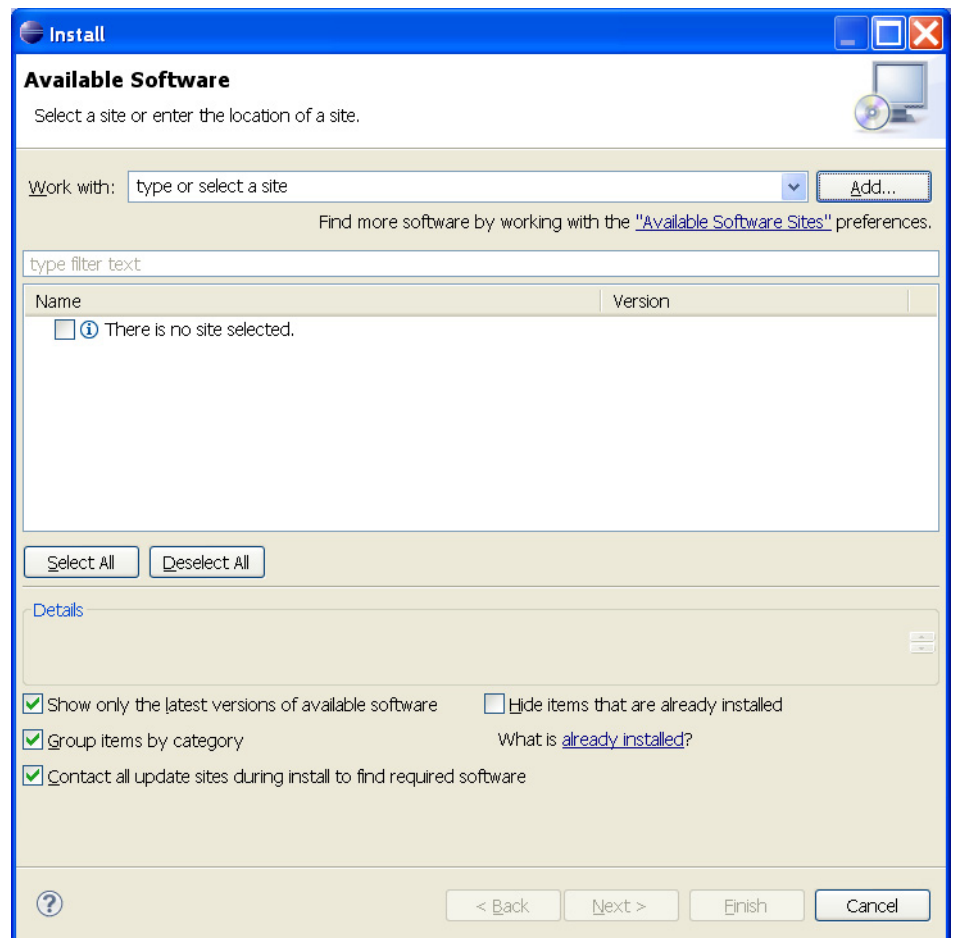 Install
Available Software
Select a site or enter the location of a site.
Work with: type or select a site Add...
Find more software by working with the "Available Software Sites" preferences.
type filter text
Name Version
There is no site selected.
Select All Deselect All
Details
Show only the latest versions of available software Hide items that are already installed
Group items by category What is already installed?
Contact all update sites during install to find required software
? < Back Next > Finish Cancel